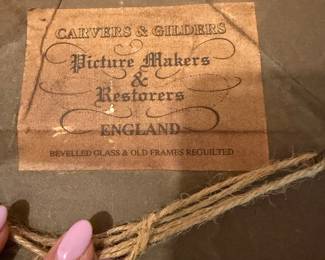 CARVERS & GILDERS
Picture Makers
&
Restorers
ENGLAND
BEVELLED GLASS & OLD FRAMES REGUILTED